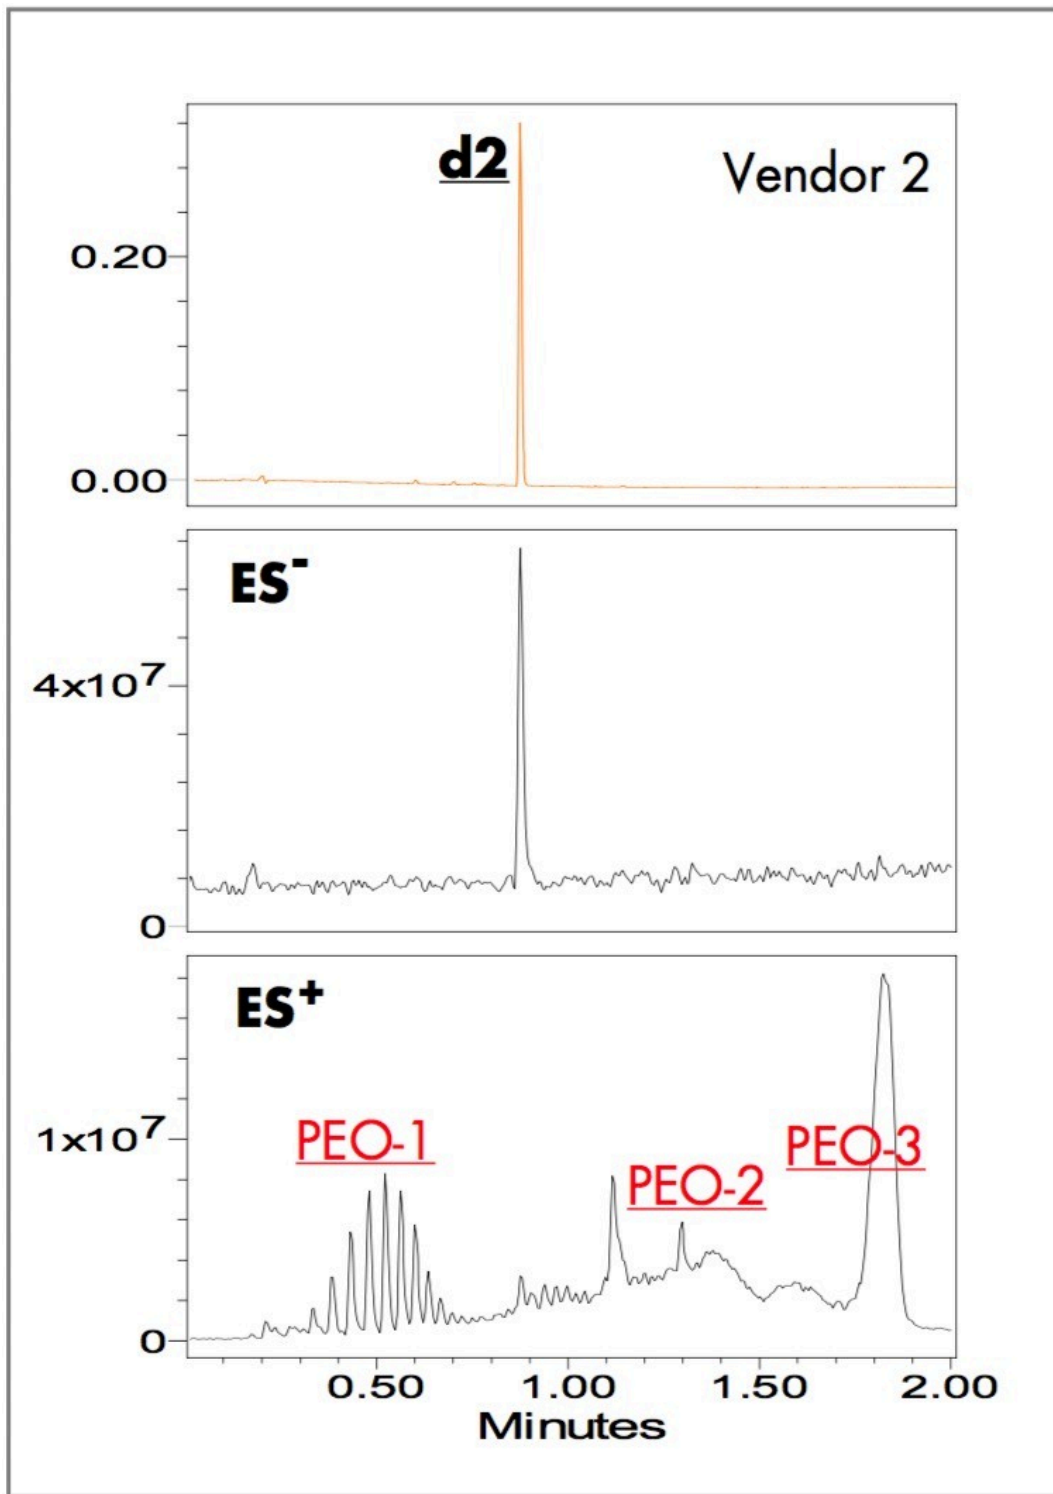 d2
Vendor 2
0.20
0.00
ES⁻
4x10⁷
0
ES⁺
PEO-1
PEO-2
PEO-3
1x10⁷
0
0.50 1.00 1.50 2.00
Minutes